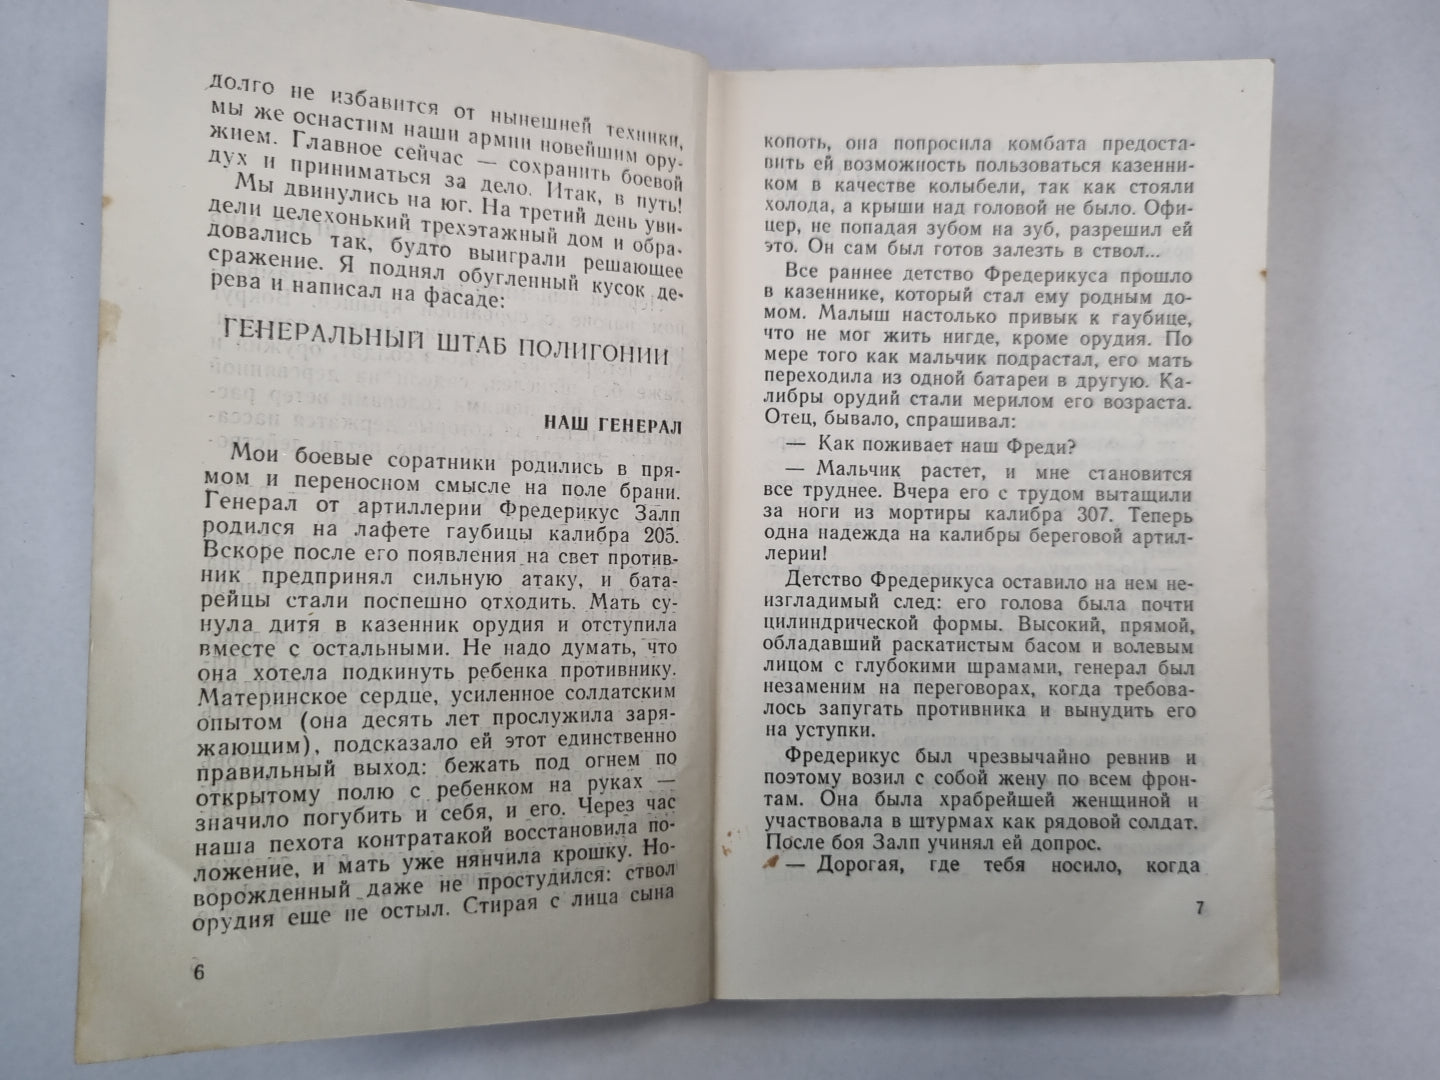 долго не избавится от нынешней техники,
мы же оснастим наши армии новейшим ору-
жием. Главное сейчас — сохранить боевой
дух и приниматься за дело. Итак, в путь!
Мы двинулись на юг. На третий день уви-
дели целехонький трехэтажный дом и обра-
довались так, будто выиграли решающее
сражение. Я поднял обугленный кусок де-
рева и написал на фасаде:
ГЕНЕРАЛЬНЫЙ ШТАБ ПОЛИГОНИИ
НАШ ГЕНЕРАЛ
Мои боевые соратники родились в пря-
мом и переносном смысле на поле брани.
Генерал от артиллерии Фредерикус Залп
родился на лафете гаубицы калибра 205.
Вскоре после его появления на свет против-
ник предпринял сильную атаку, и бата-
рейцы стали поспешно отходить. Мать су-
нула дитя в казенник орудия и отступила
вместе с остальными. Не надо думать, что
она хотела подкинуть ребенка противнику.
Материнское сердце, усиленное солдатским
опытом (она десять лет прослужила заря-
жающим), подсказало ей этот единственно
правильный выход: бежать под огнем по
открытому полю с ребенком на руках —
значило погубить и себя, и его. Через час
наша пехота контратакой восстановила по-
ложение, и мать уже нянчила крошку. Но-
ворожденный даже не простудился: ствол
орудия еще не остыл. Стирая с лица сына
6
копоть, она попросила комбата предоста-
вить ей возможность пользоваться казенни-
ком в качестве колыбели, так как стояли
холода, а крыши над головой не было. Офи-
цер, не попадая зубом на зуб, разрешил ей
это. Он сам был готов залезть в ствол...
Все раннее детство Фредерикуса прошло
в казеннике, который стал ему родным до-
мом. Малыш настолько привык к гаубице,
что не мог жить нигде, кроме орудия. По
мере того как мальчик подрастал, его мать
переходила из одной батареи в другую. Ка-
либры орудий стали мерилом его возраста.
Отец, бывало, спрашивал:
— Как поживает наш Фреди?
— Мальчик растет, и мне становится
все труднее. Вчера его с трудом вытащили
за ноги из мортиры калибра 307. Теперь
одна надежда на калибры береговой артил-
лерии!
Детство Фредерикуса оставило на нем не-
изгладимый след: его голова была почти
цилиндрической формы. Высокий, прямой,
обладавший раскатистым басом и волевым
лицом с глубокими шрамами, генерал был
незаменим на переговорах, когда требова-
лось запугать противника и вынудить его
на уступки.
Фредерикус был чрезвычайно ревнив и
поэтому возил с собой жену по всем фрон-
там. Она была храбрейшей женщиной и
участвовала в штурмах как рядовой солдат.
После боя Залп учинял ей допрос.
— Дорогая, где тебя носило, когда
7